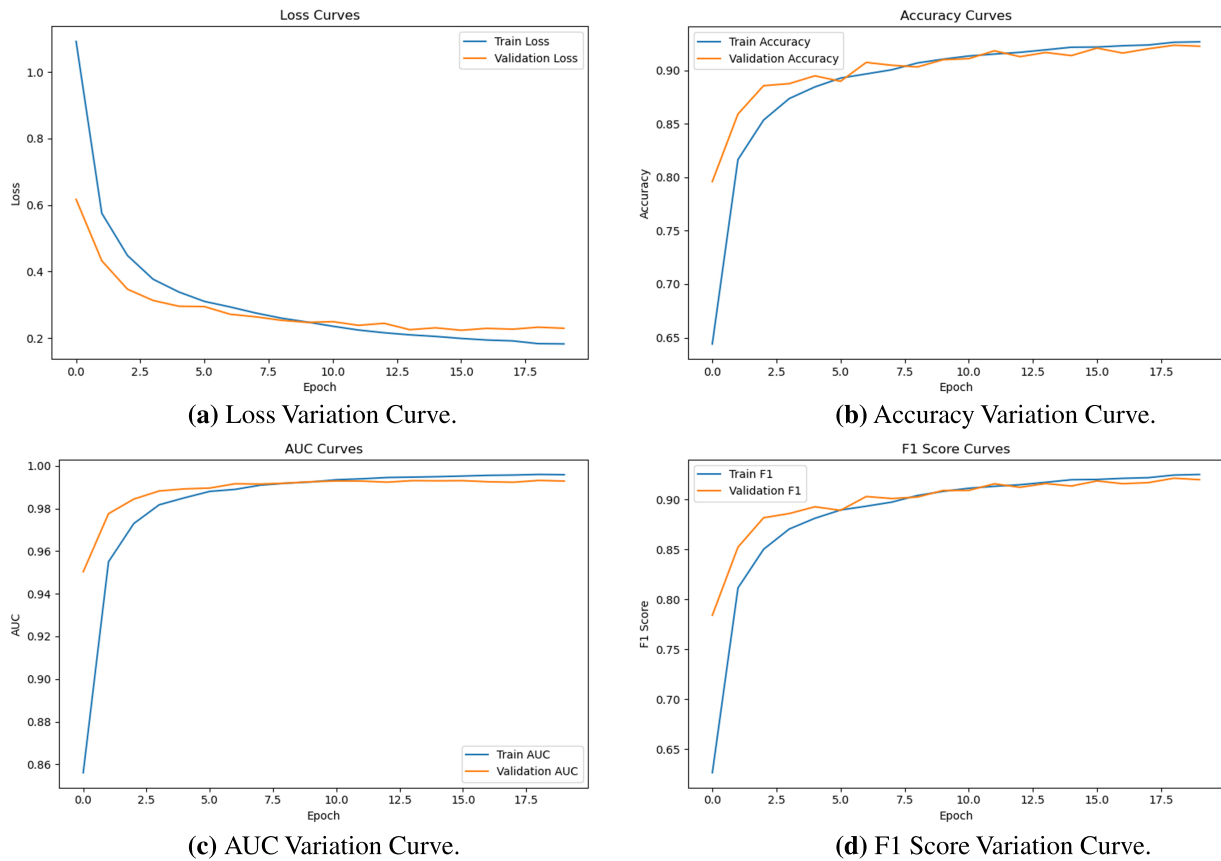 Loss Curves
Train Loss
Validation Loss
1.0
0.8
0.6
0.4
0.2
Loss
0.0 2.5 5.0 7.5 10.0 12.5 15.0 17.5
Epoch
(a) Loss Variation Curve.
Accuracy Curves
Train Accuracy
Validation Accuracy
0.90
0.85
0.80
0.75
0.70
0.65
Accuracy
0.0 2.5 5.0 7.5 10.0 12.5 15.0 17.5
Epoch
(b) Accuracy Variation Curve.
AUC Curves
1.00
0.98
0.96
0.94
0.92
0.90
0.88
0.86
AUC
Train AUC
Validation AUC
0.0 2.5 5.0 7.5 10.0 12.5 15.0 17.5
Epoch
(c) AUC Variation Curve.
F1 Score Curves
Train F1
Validation F1
0.90
0.85
0.80
0.75
0.70
0.65
F1 Score
0.0 2.5 5.0 7.5 10.0 12.5 15.0 17.5
Epoch
(d) F1 Score Variation Curve.